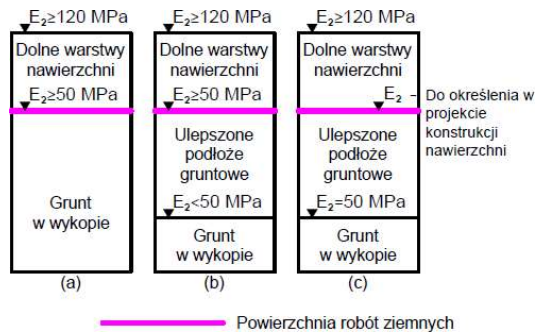 E₂≥120 MPa
Dolne warstwy
nawierzchni
E₂≥50 MPa
Grunt
w wykopie
(a)
E₂≥120 MPa
Dolne warstwy
nawierzchni
E₂≥50 MPa
Ulepszone
podłoże
gruntowe
E₂<50 MPa
Grunt
w wykopie
(b)
E₂≥120 MPa
Dolne warstwy
nawierzchni
E₂ - Do określenia w
projekcie
konstrukcji
nawierzchni
Ulepszone
podłoże
gruntowe
E₂=50 MPa
Grunt
w wykopie
(c)
Powierzchnia robót ziemnych